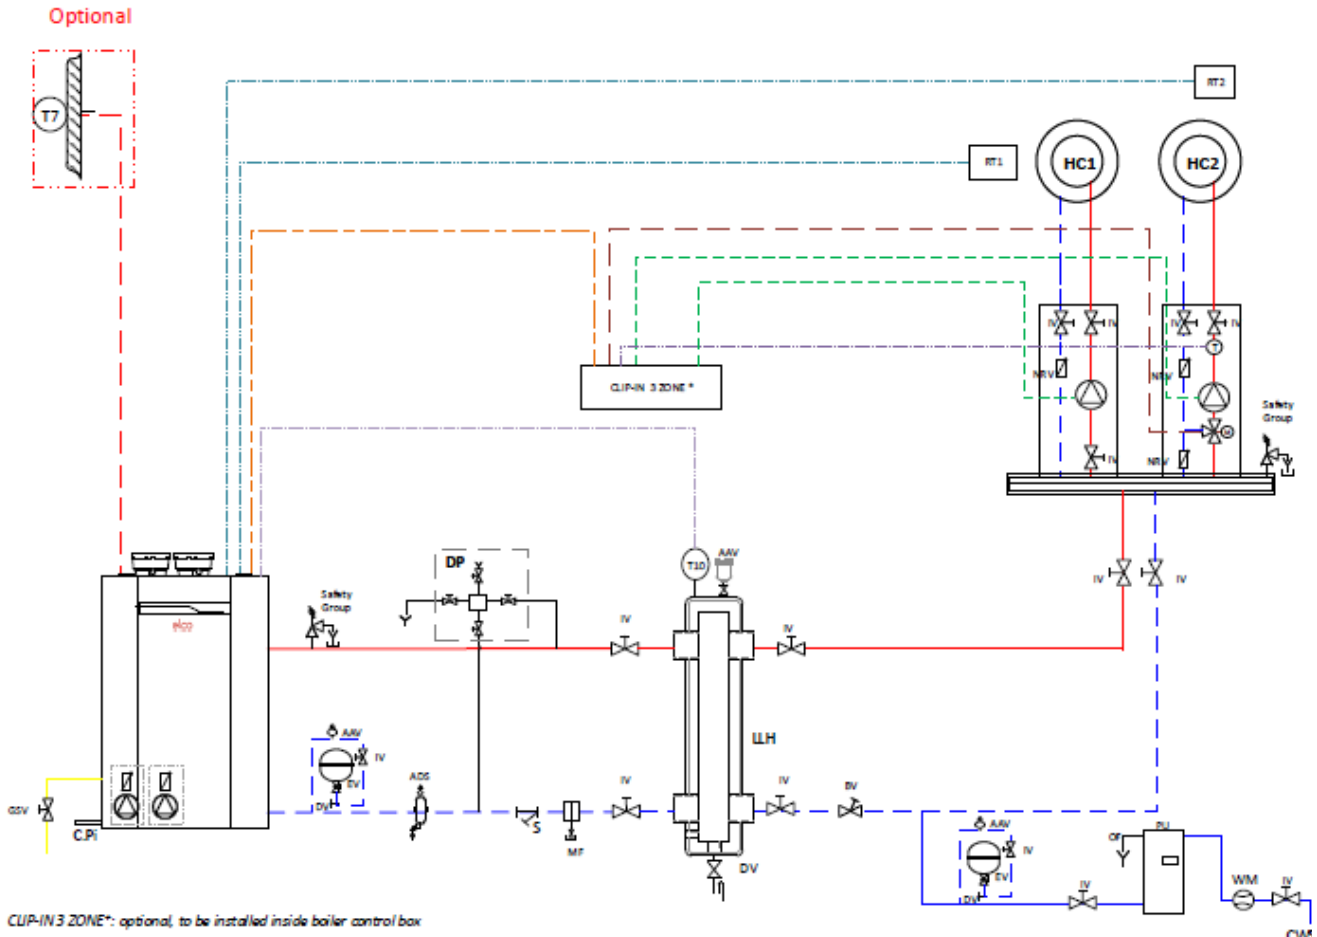 Optional
T7
RT2
RT1
HC1
HC2
IV
IV
IV
IV
T
NRV
NRV
CLIP-IN 3 ZONE *
Safety
Group
M
IV
NRV
DP
T10
AAV
IV
IV
elco
Safety
Group
IV
IV
LLH
AAV
IV
EV
DV
ADS
S
MF
IV
IV
BV
DV
GSV
C.Pi
AAV
IV
EV
DV
OF
PU
IV
WM
IV
CW
CLIP-IN 3 ZONE*: optional, to be installed inside boiler control box